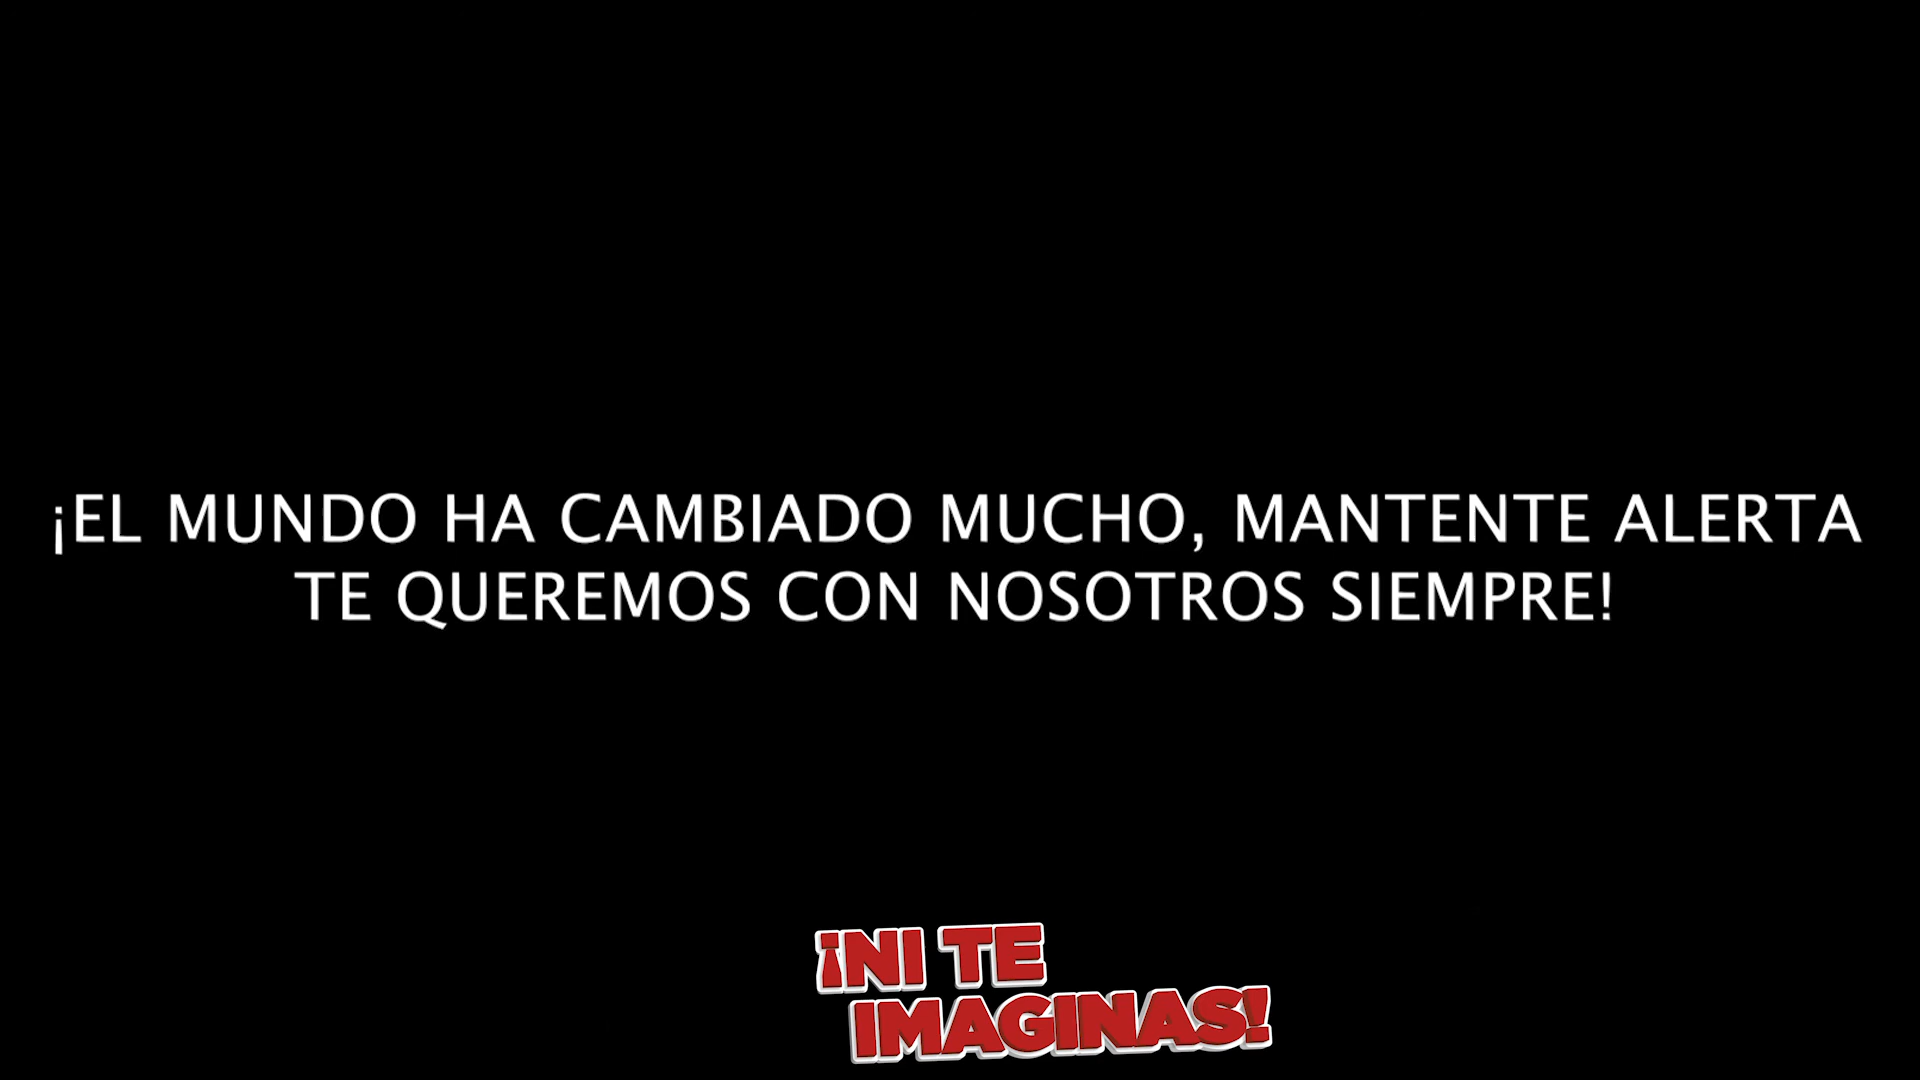 ¡EL MUNDO HA CAMBIADO MUCHO, MANTENTE ALERTA
TE QUEREMOS CON NOSOTROS SIEMPRE!
¡NI TE
IMAGINAS!